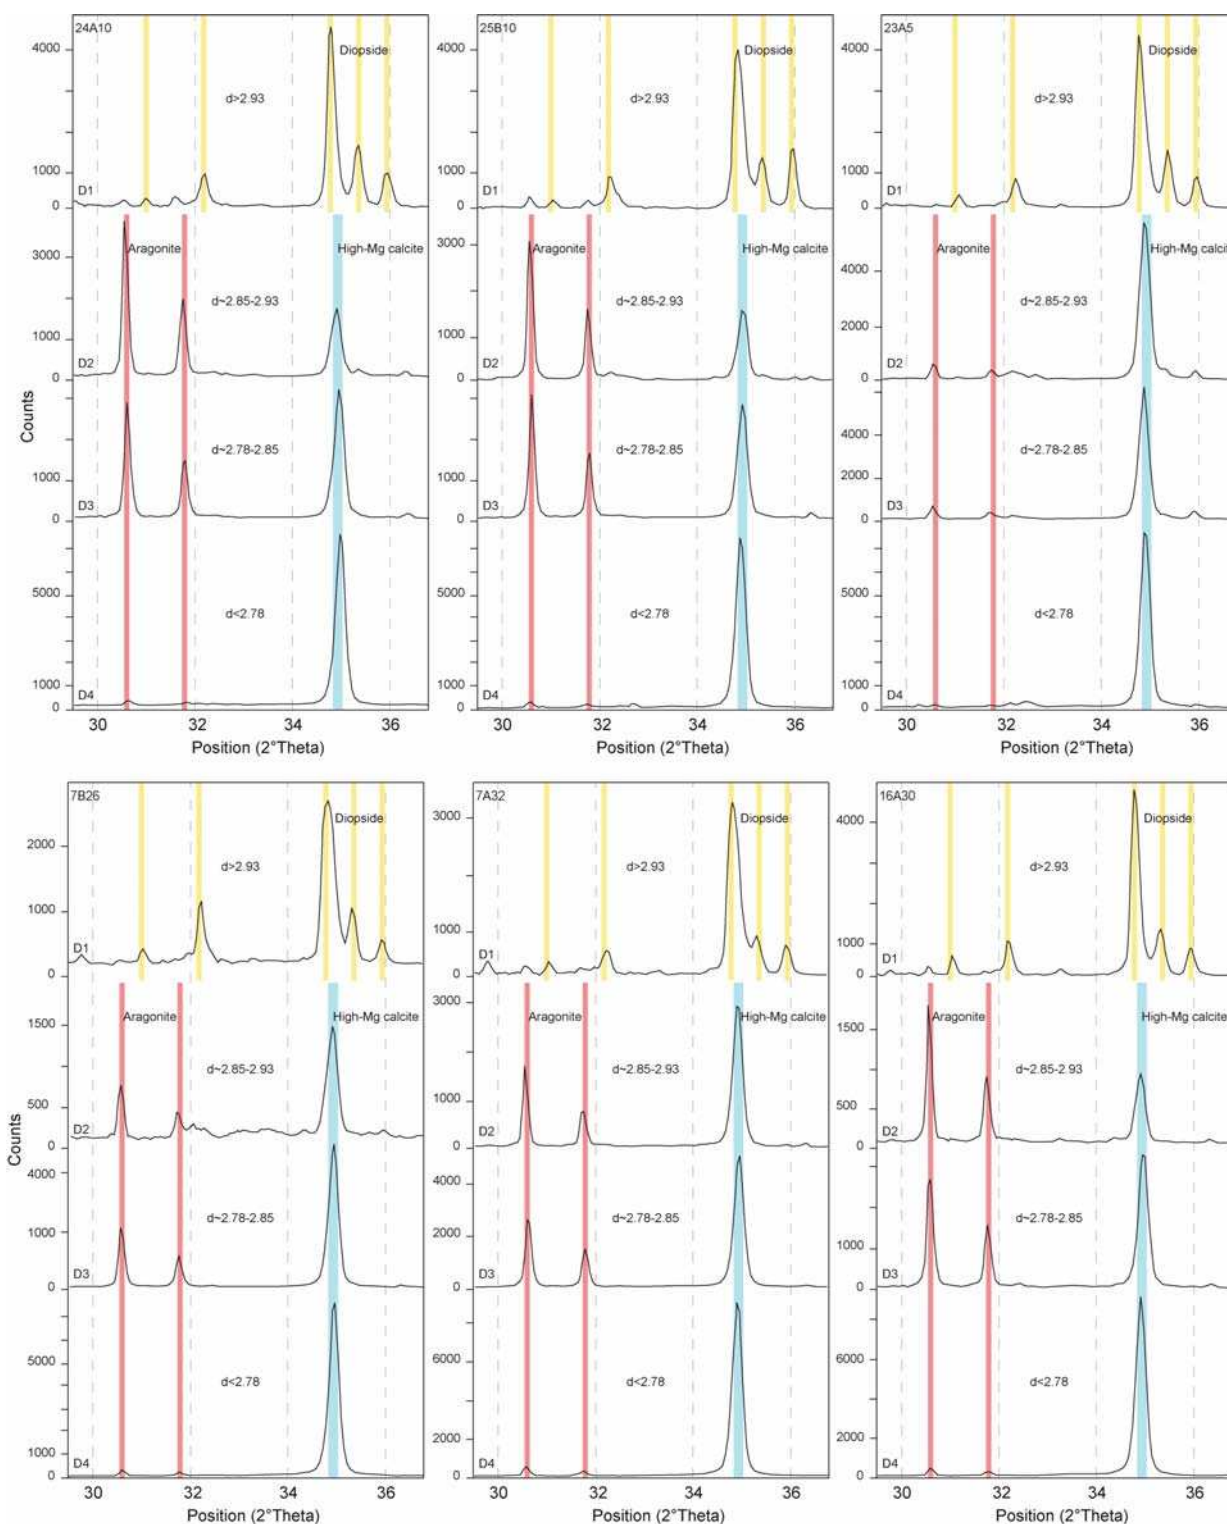 24A10
Diopside
4000
d>2.93
1000
D1
0
Aragonite
High-Mg calcite
3000
d~2.85-2.93
1000
D2
0
d~2.78-2.85
1000
D3
0
5000
d<2.78
1000
D4
0
30 32 34 36
Position (2°Theta)
25B10
Diopside
4000
d>2.93
1000
D1
0
Aragonite
High-Mg calcite
3000
d~2.85-2.93
1000
D2
0
d~2.78-2.85
1000
D3
0
5000
d<2.78
1000
D4
0
30 32 34 36
Position (2°Theta)
23A5
Diopside
4000
d>2.93
1000
D1
0
Aragonite
High-Mg calcite
4000
d~2.85-2.93
2000
D2
0
4000
d~2.78-2.85
2000
D3
0
5000
d<2.78
1000
D4
0
30 32 34 36
Position (2°Theta)
Counts
7B26
Diopside
2000
d>2.93
1000
D1
0
Aragonite
High-Mg calcite
1500
d~2.85-2.93
500
D2
0
4000
d~2.78-2.85
1000
D3
0
5000
d<2.78
1000
D4
0
30 32 34 36
Position (2°Theta)
7A32
Diopside
3000
d>2.93
1000
D1
0
Aragonite
High-Mg calcite
3000
d~2.85-2.93
1000
D2
0
4000
d~2.78-2.85
2000
D3
0
6000
d<2.78
2000
D4
0
30 32 34 36
Position (2°Theta)
16A30
Diopside
4000
d>2.93
1000
D1
0
Aragonite
High-Mg calcite
1500
d~2.85-2.93
500
D2
0
d~2.78-2.85
1000
D3
0
6000
d<2.78
2000
D4
0
30 32 34 36
Position (2°Theta)
Counts